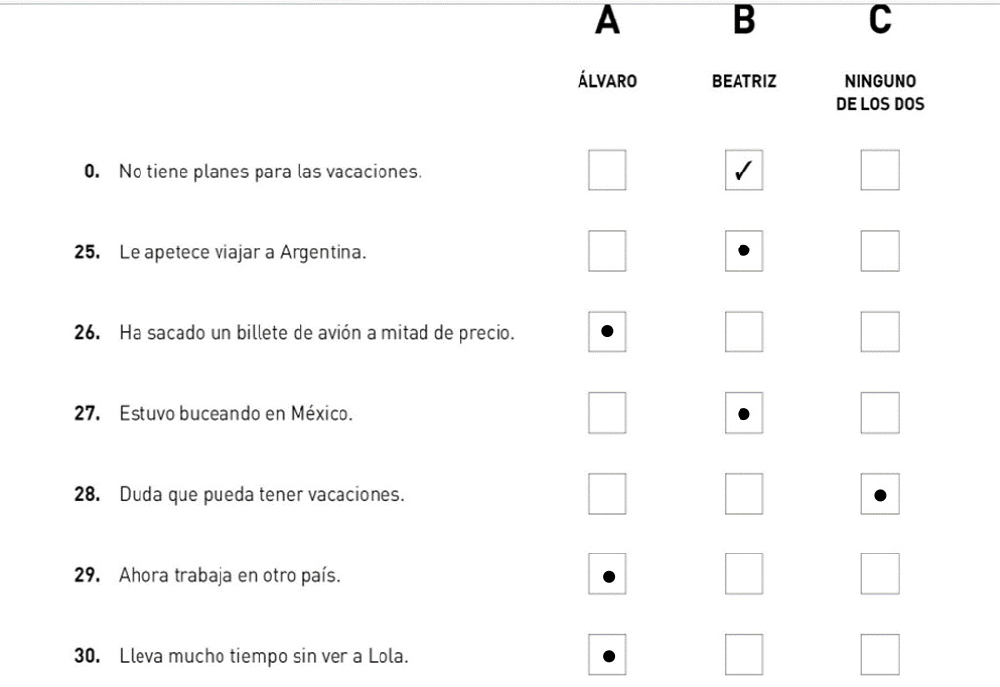 A B C
ÁLVARO BEATRIZ NINGUNO
DE LOS DOS
0. No tiene planes para las vacaciones. ✓
25. Le apetece viajar a Argentina. •
26. Ha sacado un billete de avión a mitad de precio. •
27. Estuvo buceando en México. •
28. Duda que pueda tener vacaciones. •
29. Ahora trabaja en otro país. •
30. Lleva mucho tiempo sin ver a Lola. •